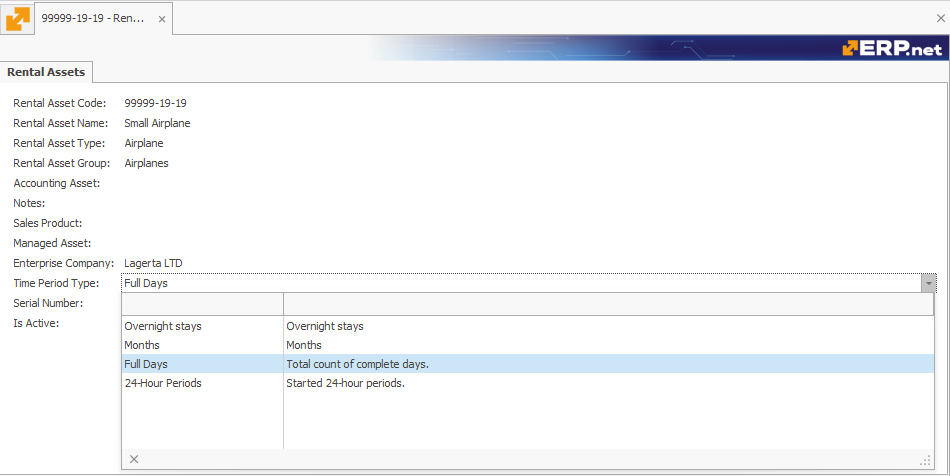 99999-19-19 - Ren...
ERP.net
Rental Assets
Rental Asset Code: 99999-19-19
Rental Asset Name: Small Airplane
Rental Asset Type: Airplane
Rental Asset Group: Airplanes
Accounting Asset:
Notes:
Sales Product:
Managed Asset:
Enterprise Company: Lagerta LTD
Time Period Type: Full Days
Serial Number:
Is Active:
Overnight stays Overnight stays
Months Months
Full Days Total count of complete days.
24-Hour Periods Started 24-hour periods.